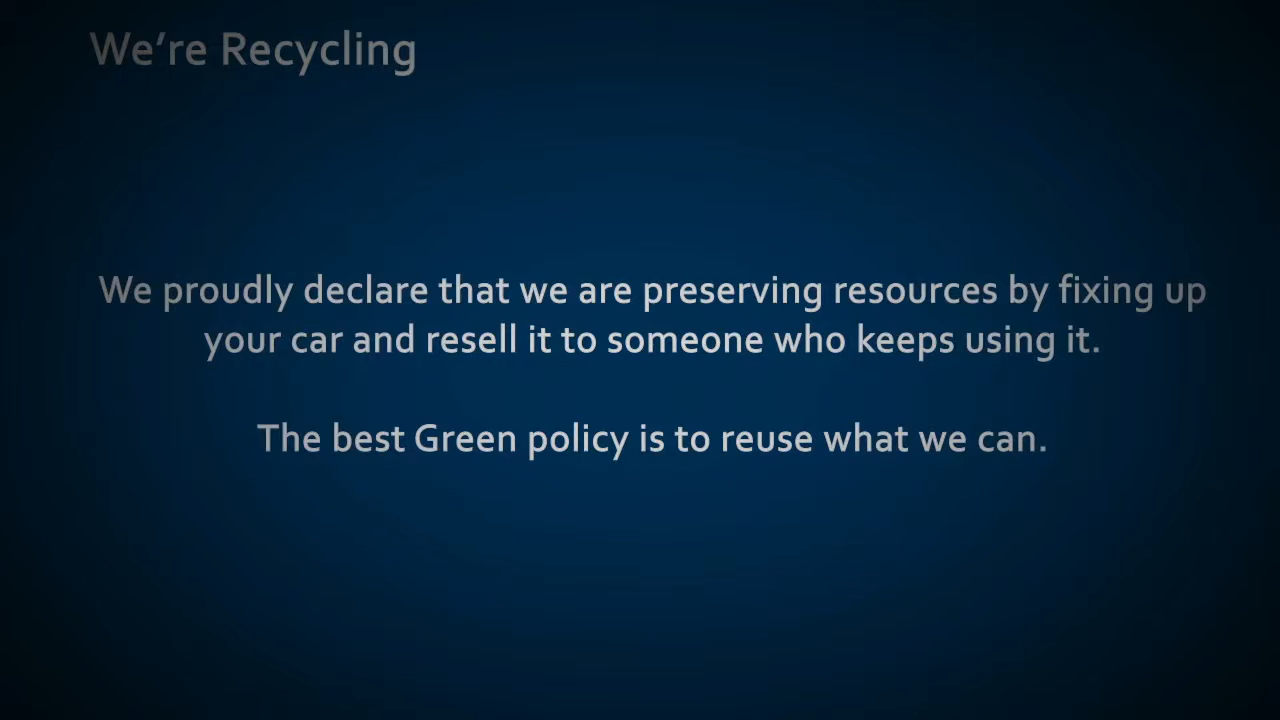 We’re Recycling
We proudly declare that we are preserving resources by fixing up
your car and resell it to someone who keeps using it.
The best Green policy is to reuse what we can.